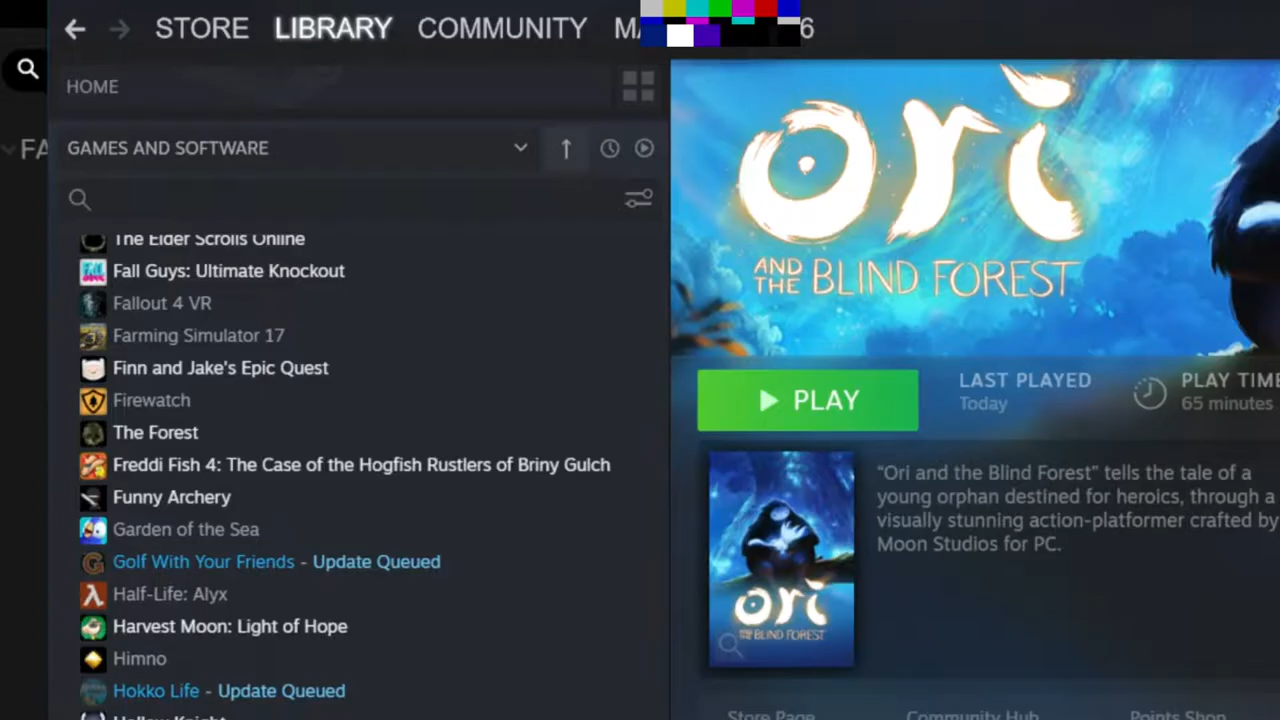 STORE LIBRARY COMMUNITY
HOME
GAMES AND SOFTWARE
The Elder Scrolls Online
Fall Guys: Ultimate Knockout
Fallout 4 VR
Farming Simulator 17
Finn and Jake's Epic Quest
Firewatch
The Forest
Freddi Fish 4: The Case of the Hogfish Rustlers of Briny Gulch
Funny Archery
Garden of the Sea
Golf With Your Friends - Update Queued
Half-Life: Alyx
Harvest Moon: Light of Hope
Himno
Hokko Life - Update Queued
Hollow Knight
ori
AND THE BLIND FOREST
PLAY
LAST PLAYED
Today
PLAY TIME
65 minutes
"Ori and the Blind Forest" tells the tale of a
young orphan destined for heroics, through a
visually stunning action-platformer crafted by
Moon Studios for PC.
ori
AND THE BLIND FOREST
Store Page Community Hub Points Shop